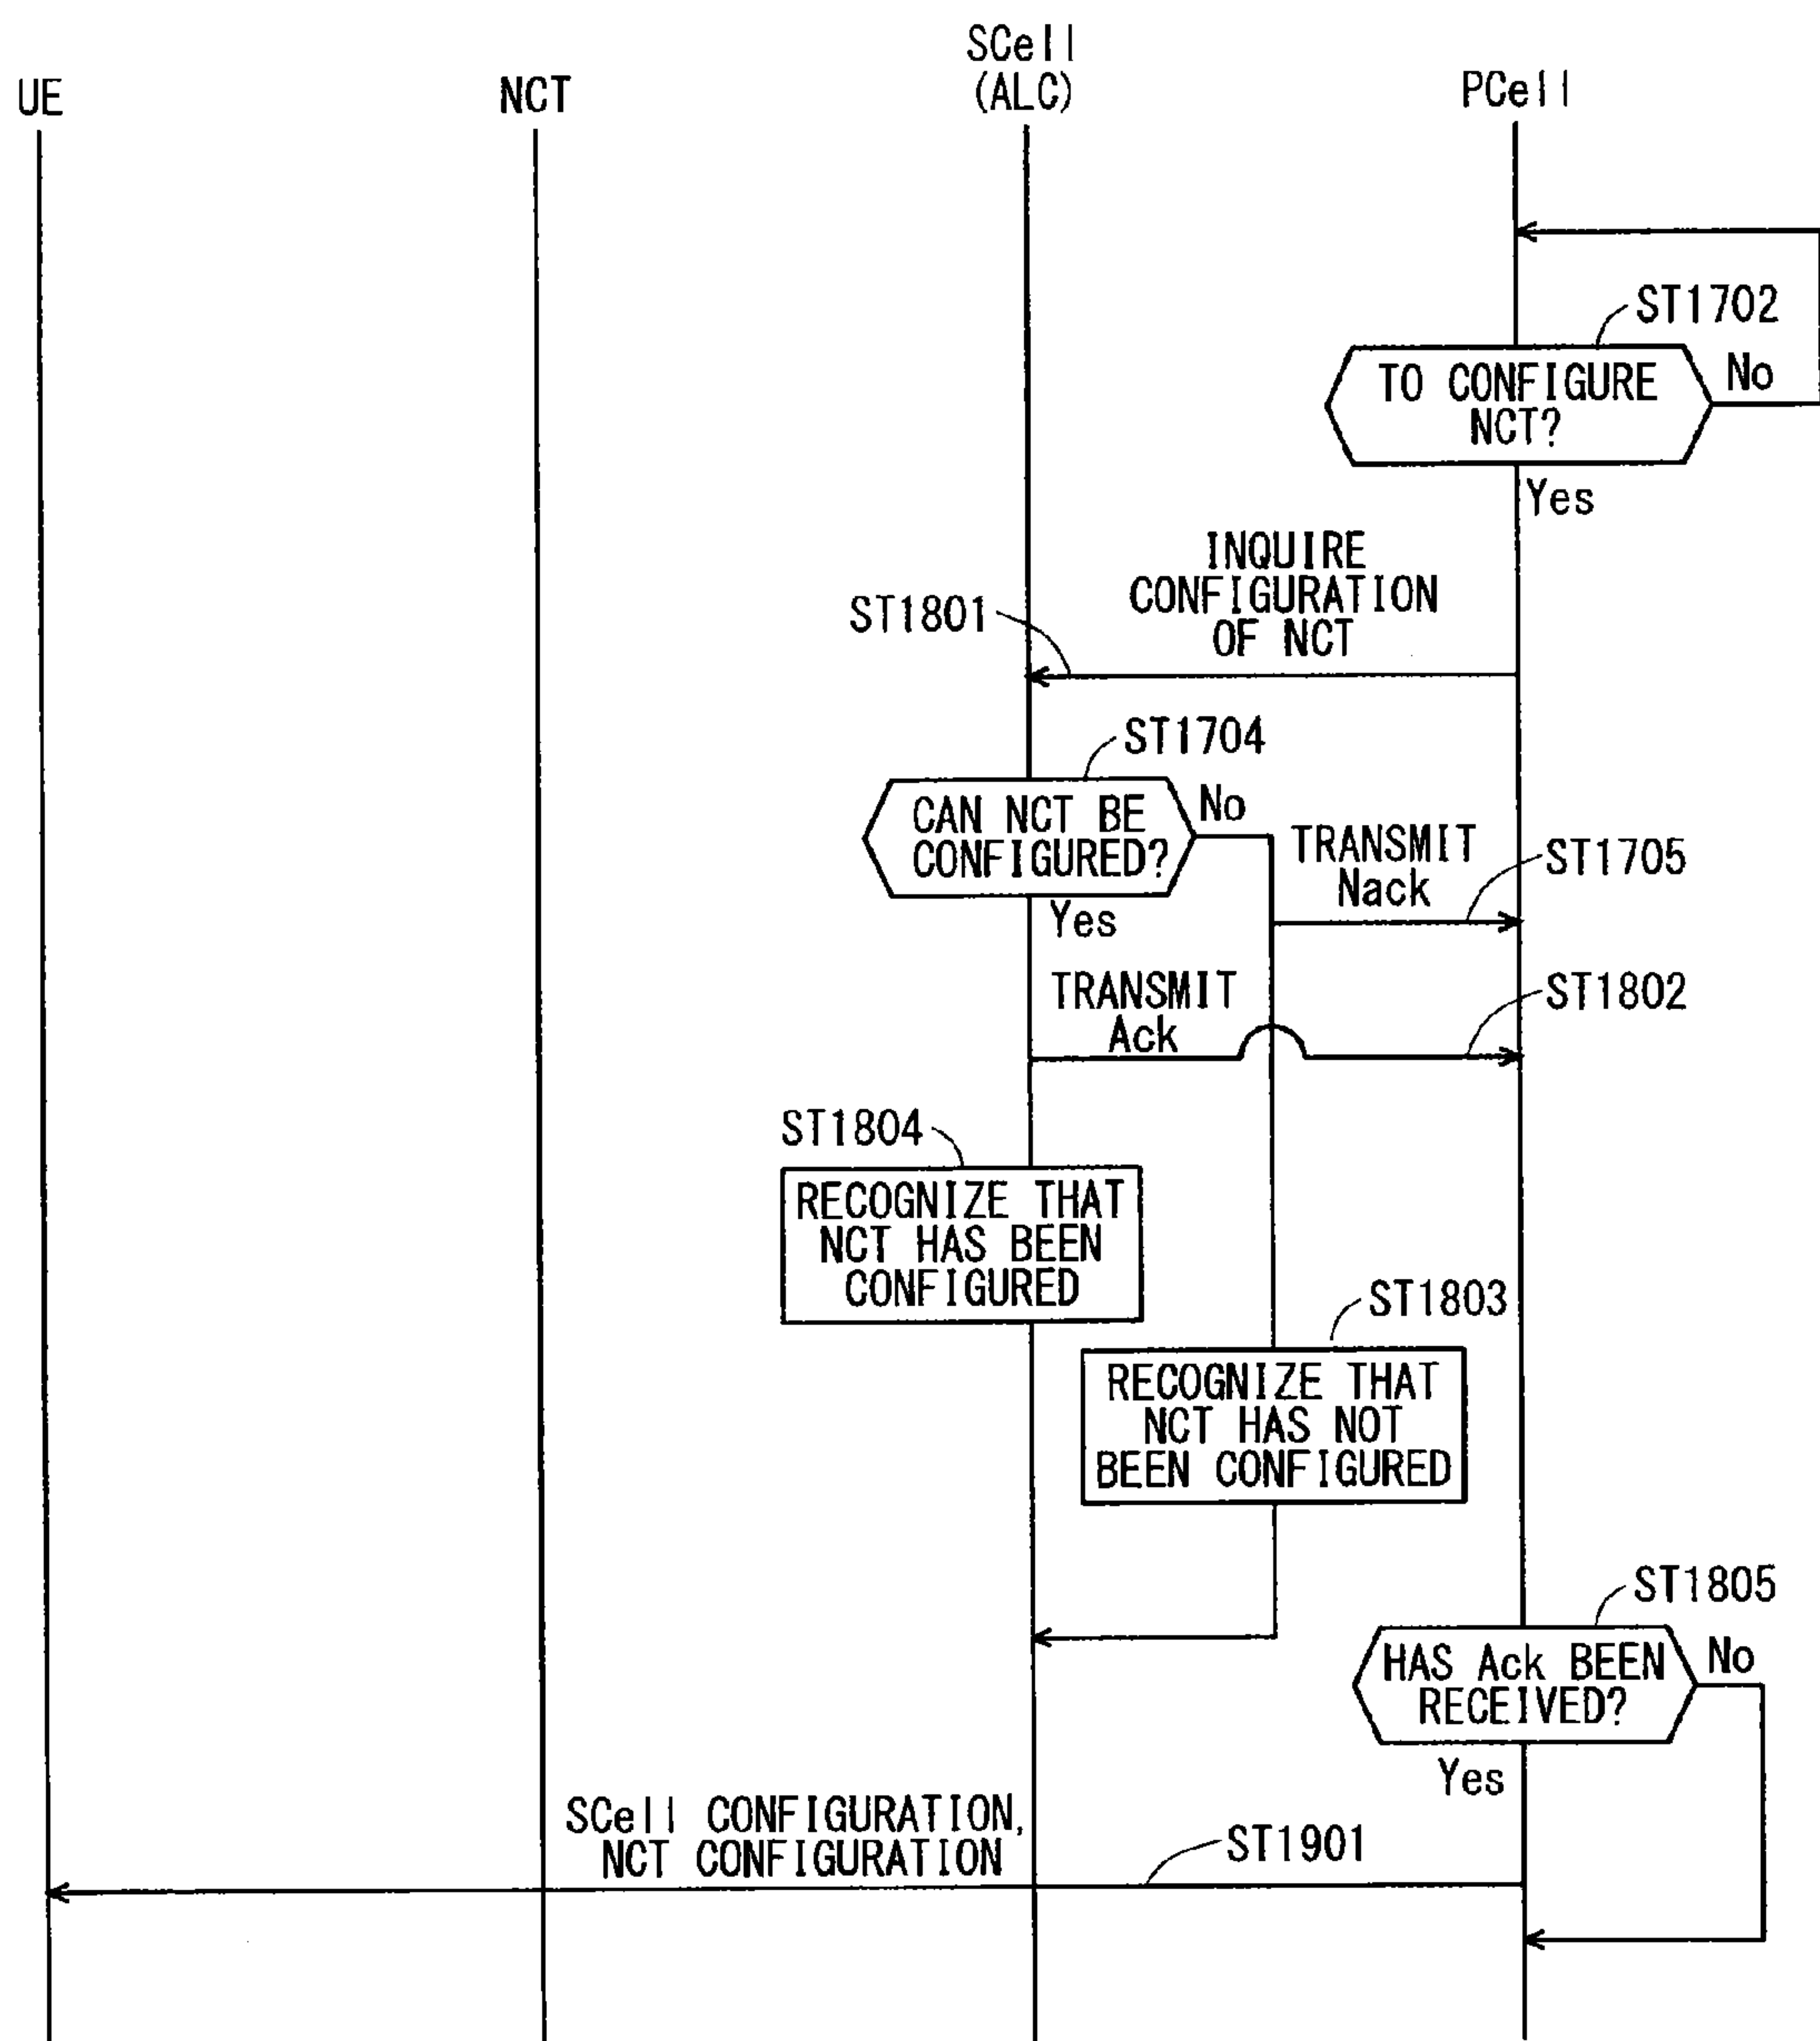 UE
NCT
SCell
(ALC)
PCell
ST1702
TO CONFIGURE
NCT?
No
Yes
INQUIRE
CONFIGURATION
OF NCT
ST1801
ST1704
CAN NCT BE
CONFIGURED?
No
Yes
TRANSMIT
Nack
ST1705
TRANSMIT
Ack
ST1802
ST1804
RECOGNIZE THAT
NCT HAS BEEN
CONFIGURED
ST1803
RECOGNIZE THAT
NCT HAS NOT
BEEN CONFIGURED
ST1805
HAS Ack BEEN
RECEIVED?
No
Yes
SCell CONFIGURATION,
NCT CONFIGURATION
ST1901